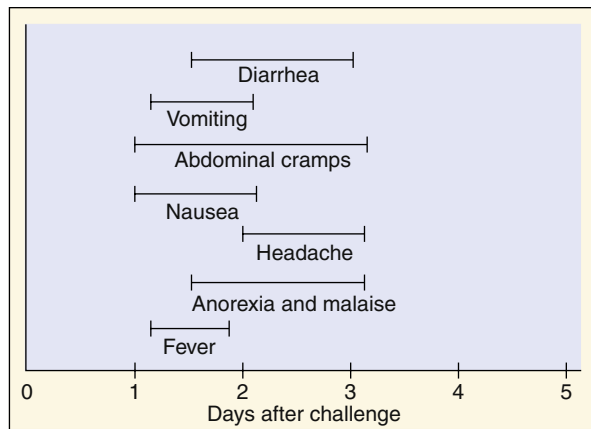 Diarrhea
Vomiting
Abdominal cramps
Nausea
Headache
Anorexia and malaise
Fever
0 1 2 3 4 5
Days after challenge